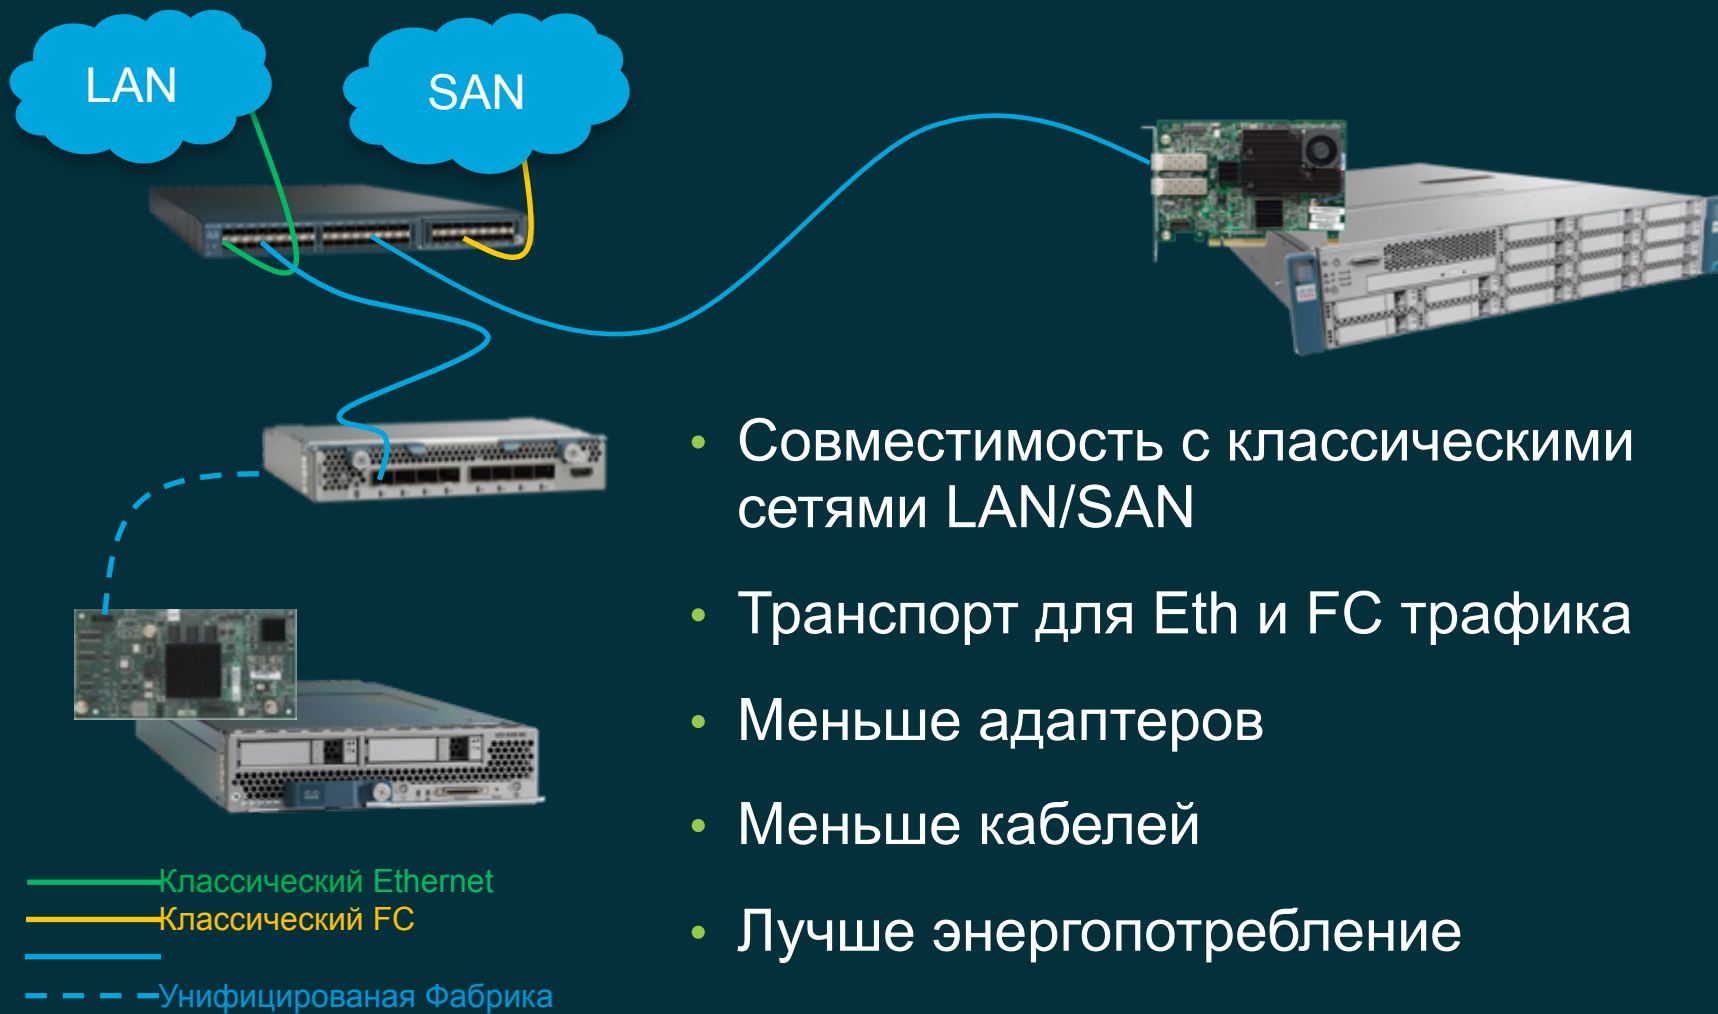 LAN
SAN
• Совместимость с классическими
сетями LAN/SAN
• Транспорт для Eth и FC трафика
• Меньше адаптеров
• Меньше кабелей
• Лучше энергопотребление
Классический Ethernet
Классический FC
Унифицированая Фабрика